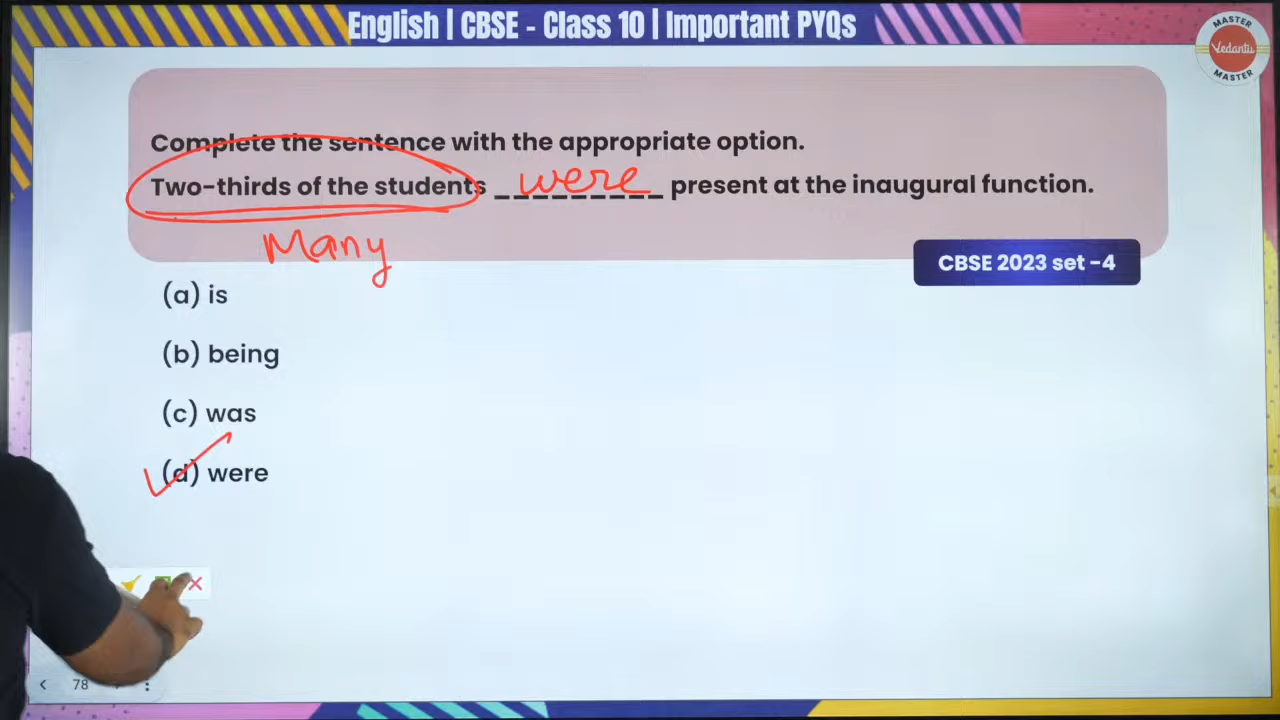 English | CBSE - Class 10 | Important PYQs
MASTER
Vedantu
MASTER
Complete the sentence with the appropriate option.
Two-thirds of the students were present at the inaugural function.
Many
CBSE 2023 set -4
(a) is
(b) being
(c) was
(d) were
78